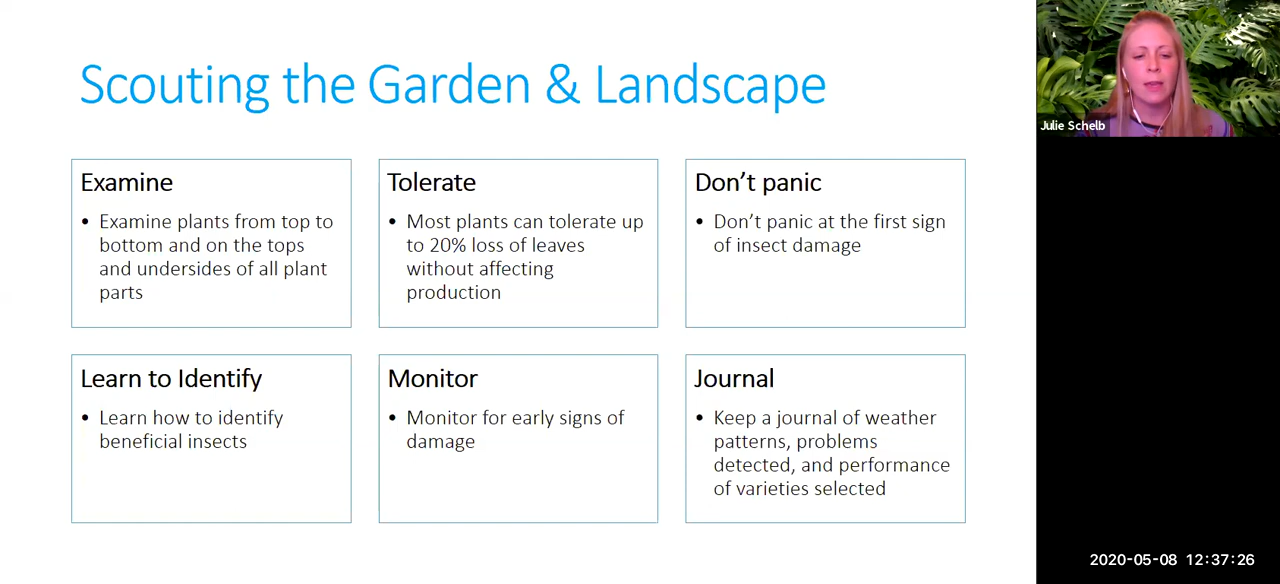 Scouting the Garden & Landscape
Examine
• Examine plants from top to
bottom and on the tops
and undersides of all plant
parts
Tolerate
• Most plants can tolerate up
to 20% loss of leaves
without affecting
production
Don’t panic
• Don’t panic at the first sign
of insect damage
Learn to Identify
• Learn how to identify
beneficial insects
Monitor
• Monitor for early signs of
damage
Journal
• Keep a journal of weather
patterns, problems
detected, and performance
of varieties selected
Julie Schelb
2020-05-08 12:37:26